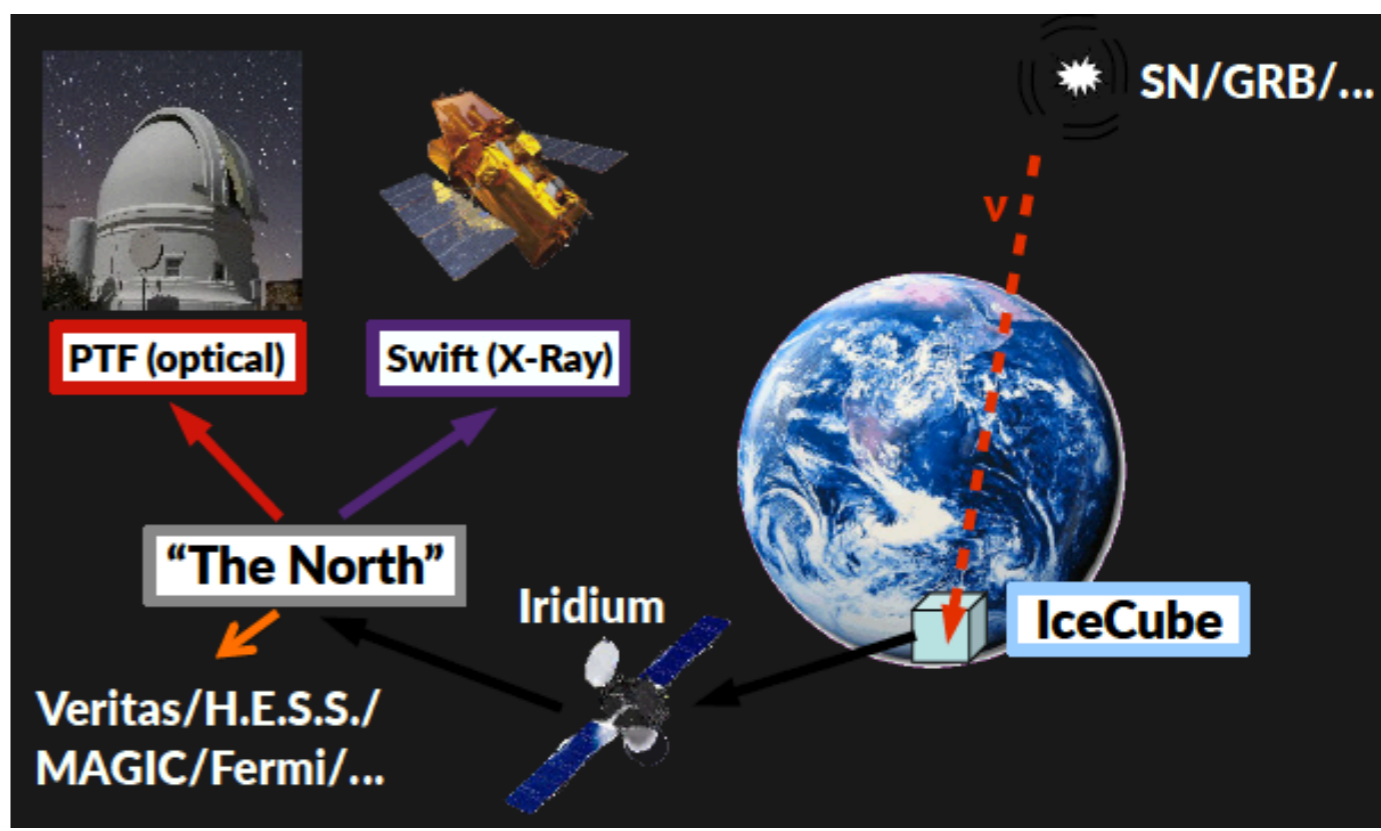 SN/GRB/...
ν
PTF (optical)
Swift (X-Ray)
“The North”
Iridium
IceCube
Veritas/H.E.S.S./
MAGIC/Fermi/...